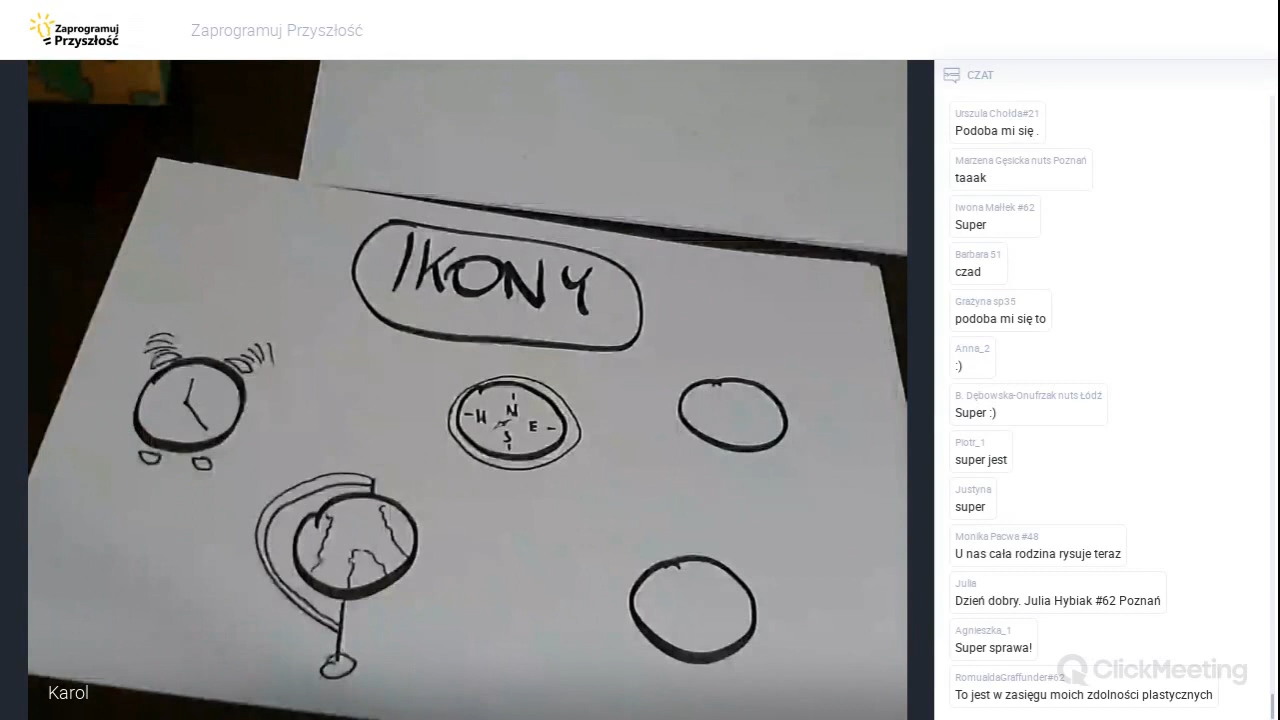 Zaprogramuj
Przyszłość
Zaprogramuj Przyszłość
IKONY
N
W
E
S
Karol
CZAT
Urszula Chołda#21
Podoba mi się .
Marzena Gęsicka nuts Poznań
taaak
Iwona Małłek #62
Super
Barbara 51
czad
Grażyna sp35
podoba mi się to
Anna_2
:)
B. Dębowska-Onufrzak nuts Łódź
Super :)
Piotr_1
super jest
Justyna
super
Monika Pacwa #48
U nas cała rodzina rysuje teraz
Julia
Dzień dobry. Julia Hybiak #62 Poznań
Agnieszka_1
Super sprawa!
RomualdaGraffunder#62
To jest w zasięgu moich zdolności plastycznych
ClickMeeting